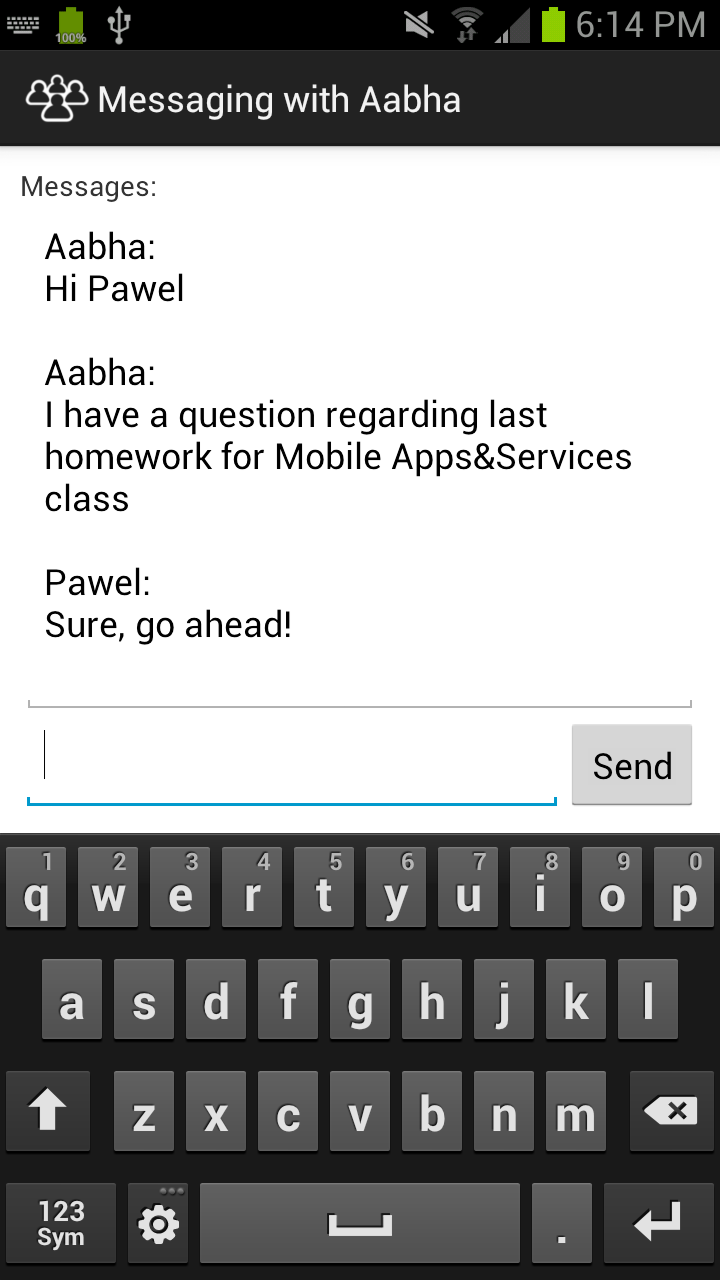 100%
6:14 PM
Messaging with Aabha
Messages:
Aabha:
Hi Pawel
Aabha:
I have a question regarding last
homework for Mobile Apps&Services
class
Pawel:
Sure, go ahead!
Send
1 2 3 4 5 6 7 8 9 0
q w e r t y u i o p
a s d f g h j k l
z x c v b n m
123
Sym
.